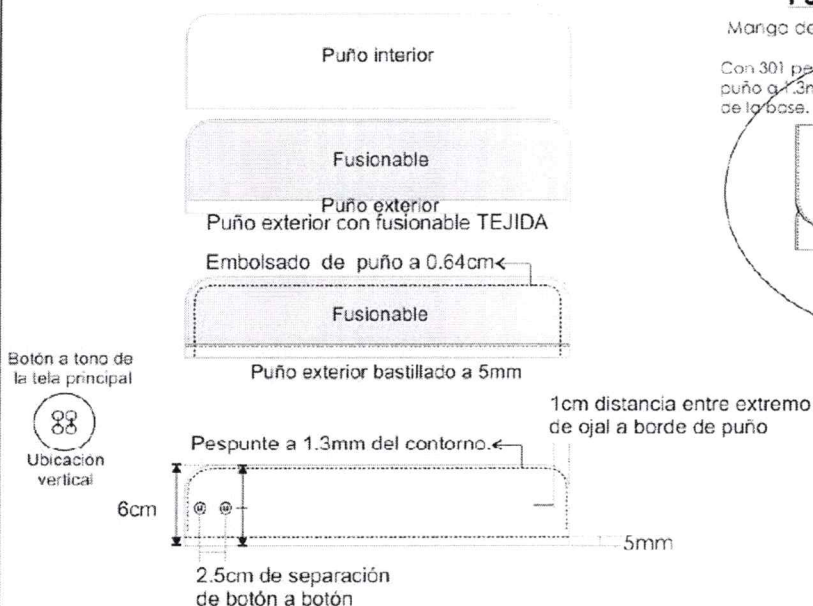 Manga de
Con 301 pe
puño a 1.3m
de la base.
Puño interior
Fusionable
Puño exterior
Puño exterior con fusionable TEJIDA
Embolsado de puño a 0.64cm
Fusionable
Puño exterior bastillado a 5mm
Botón a tono de
la tela principal
Ubicación
vertical
1cm distancia entre extremo
de ojal a borde de puño
Pespunte a 1.3mm del contorno.
6cm
5mm
2.5cm de separación
de botón a botón